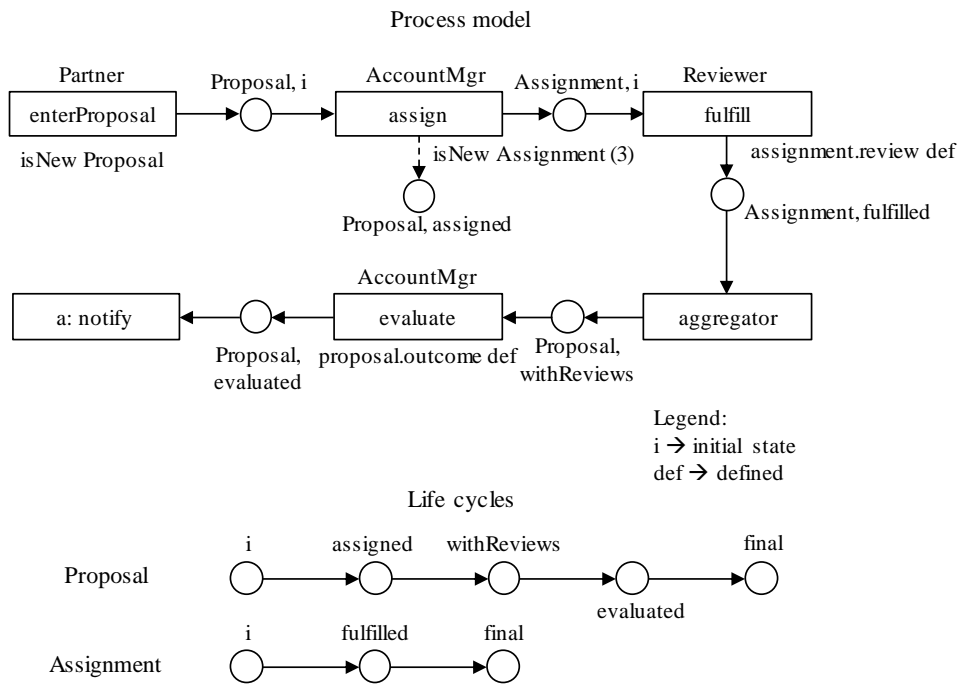 Process model
Partner
Proposal, i
AccountMgr
Assignment, i
Reviewer
enterProposal
assign
fulfill
isNew Proposal
isNew Assignment (3)
assignment.review def
Proposal, assigned
Assignment, fulfilled
AccountMgr
a: notify
evaluate
aggregator
Proposal,
evaluated
proposal.outcome def
Proposal,
withReviews
Legend:
i → initial state
def → defined
Life cycles
i
assigned
withReviews
final
Proposal
evaluated
i
fulfilled
final
Assignment